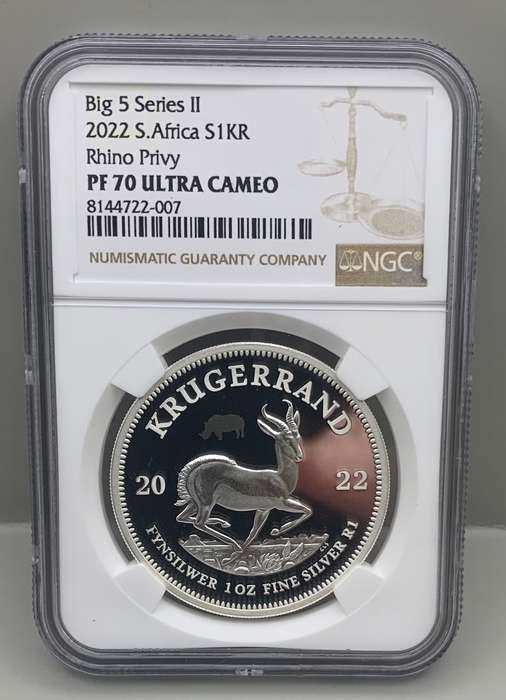 Big 5 Series II
2022 S.Africa S1KR
Rhino Privy
PF 70 ULTRA CAMEO
8144722-007
NUMISMATIC GUARANTY COMPANY
NGC®
KRUGERRAND
20 22
FYNSILWER 1 OZ FINE SILVER R1